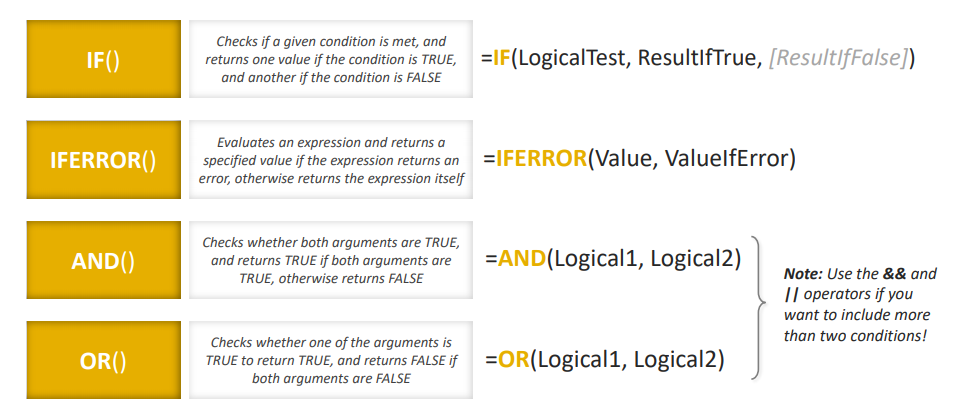 IF()
Checks if a given condition is met, and
returns one value if the condition is TRUE,
and another if the condition is FALSE
=IF(LogicalTest, ResultIfTrue, [ResultIfFalse])
IFERROR()
Evaluates an expression and returns a
specified value if the expression returns an
error, otherwise returns the expression itself
=IFERROR(Value, ValueIfError)
AND()
Checks whether both arguments are TRUE,
and returns TRUE if both arguments are
TRUE, otherwise returns FALSE
=AND(Logical1, Logical2)
OR()
Checks whether one of the arguments is
TRUE to return TRUE, and returns FALSE if
both arguments are FALSE
=OR(Logical1, Logical2)
Note: Use the && and
|| operators if you
want to include more
than two conditions!